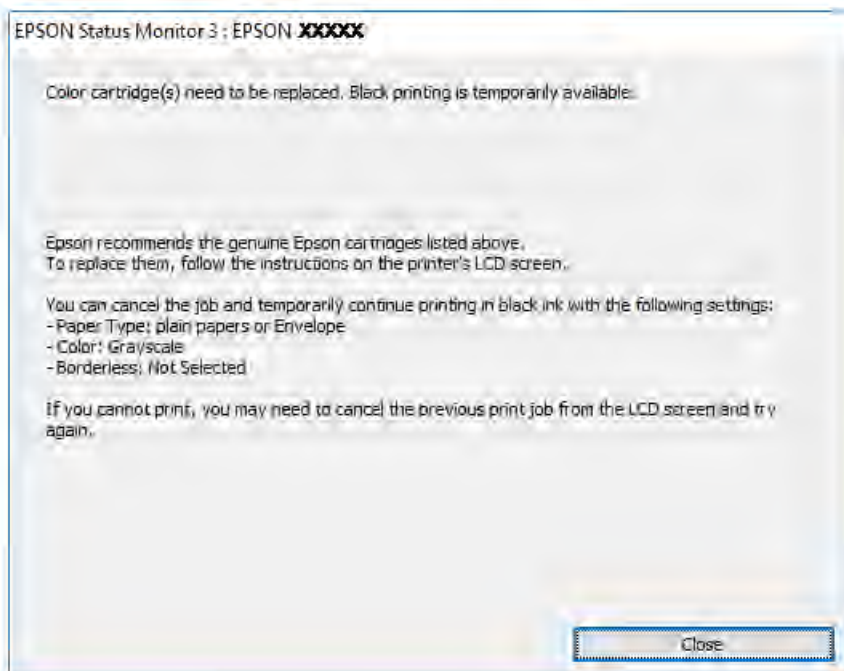 EPSON Status Monitor 3 : EPSON XXXXX
Color cartridge(s) need to be replaced. Black printing is temporarily available.
Epson recommends the genuine Epson cartridges listed above.
To replace them, follow the instructions on the printer's LCD screen.
You can cancel the job and temporarily continue printing in black ink with the following settings:
- Paper Type: plain papers or Envelope
- Color: Grayscale
- Borderless: Not Selected
If you cannot print, you may need to cancel the previous print job from the LCD screen and try
again.
Close